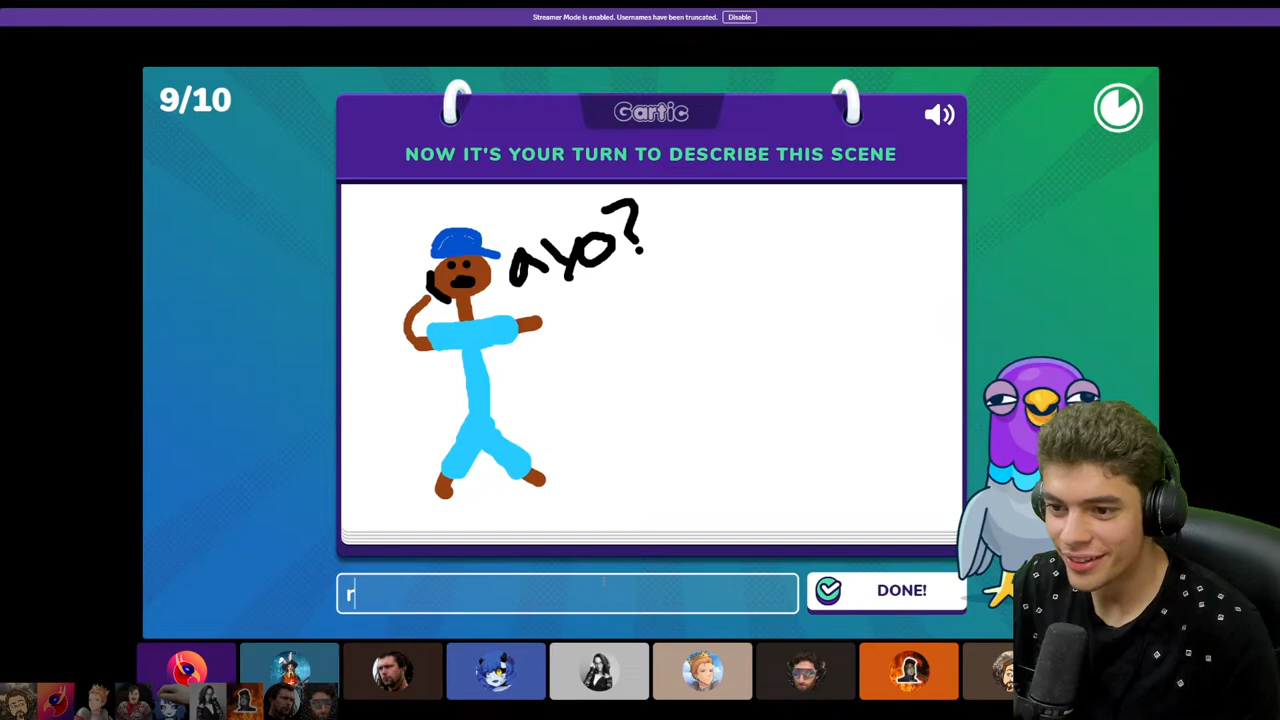 Streamer Mode is enabled. Usernames have been truncated. Disable
9/10
Gartic
NOW IT'S YOUR TURN TO DESCRIBE THIS SCENE
ayo?
r
DONE!